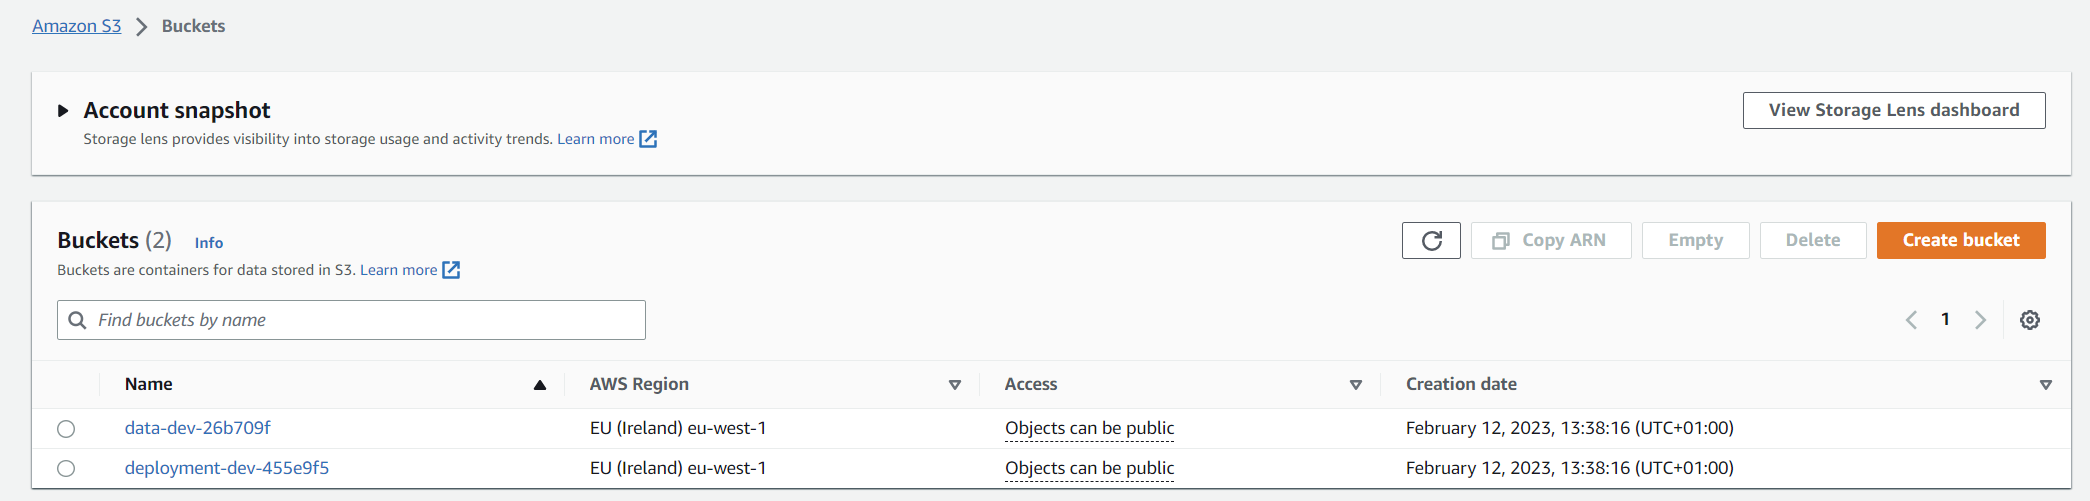 Amazon S3 > Buckets
Account snapshot
View Storage Lens dashboard
Storage lens provides visibility into storage usage and activity trends. Learn more
Buckets (2) Info
Copy ARN Empty Delete Create bucket
Buckets are containers for data stored in S3. Learn more
Find buckets by name
1
Name AWS Region Access Creation date
data-dev-26b709f EU (Ireland) eu-west-1 Objects can be public February 12, 2023, 13:38:16 (UTC+01:00)
deployment-dev-455e9f5 EU (Ireland) eu-west-1 Objects can be public February 12, 2023, 13:38:16 (UTC+01:00)